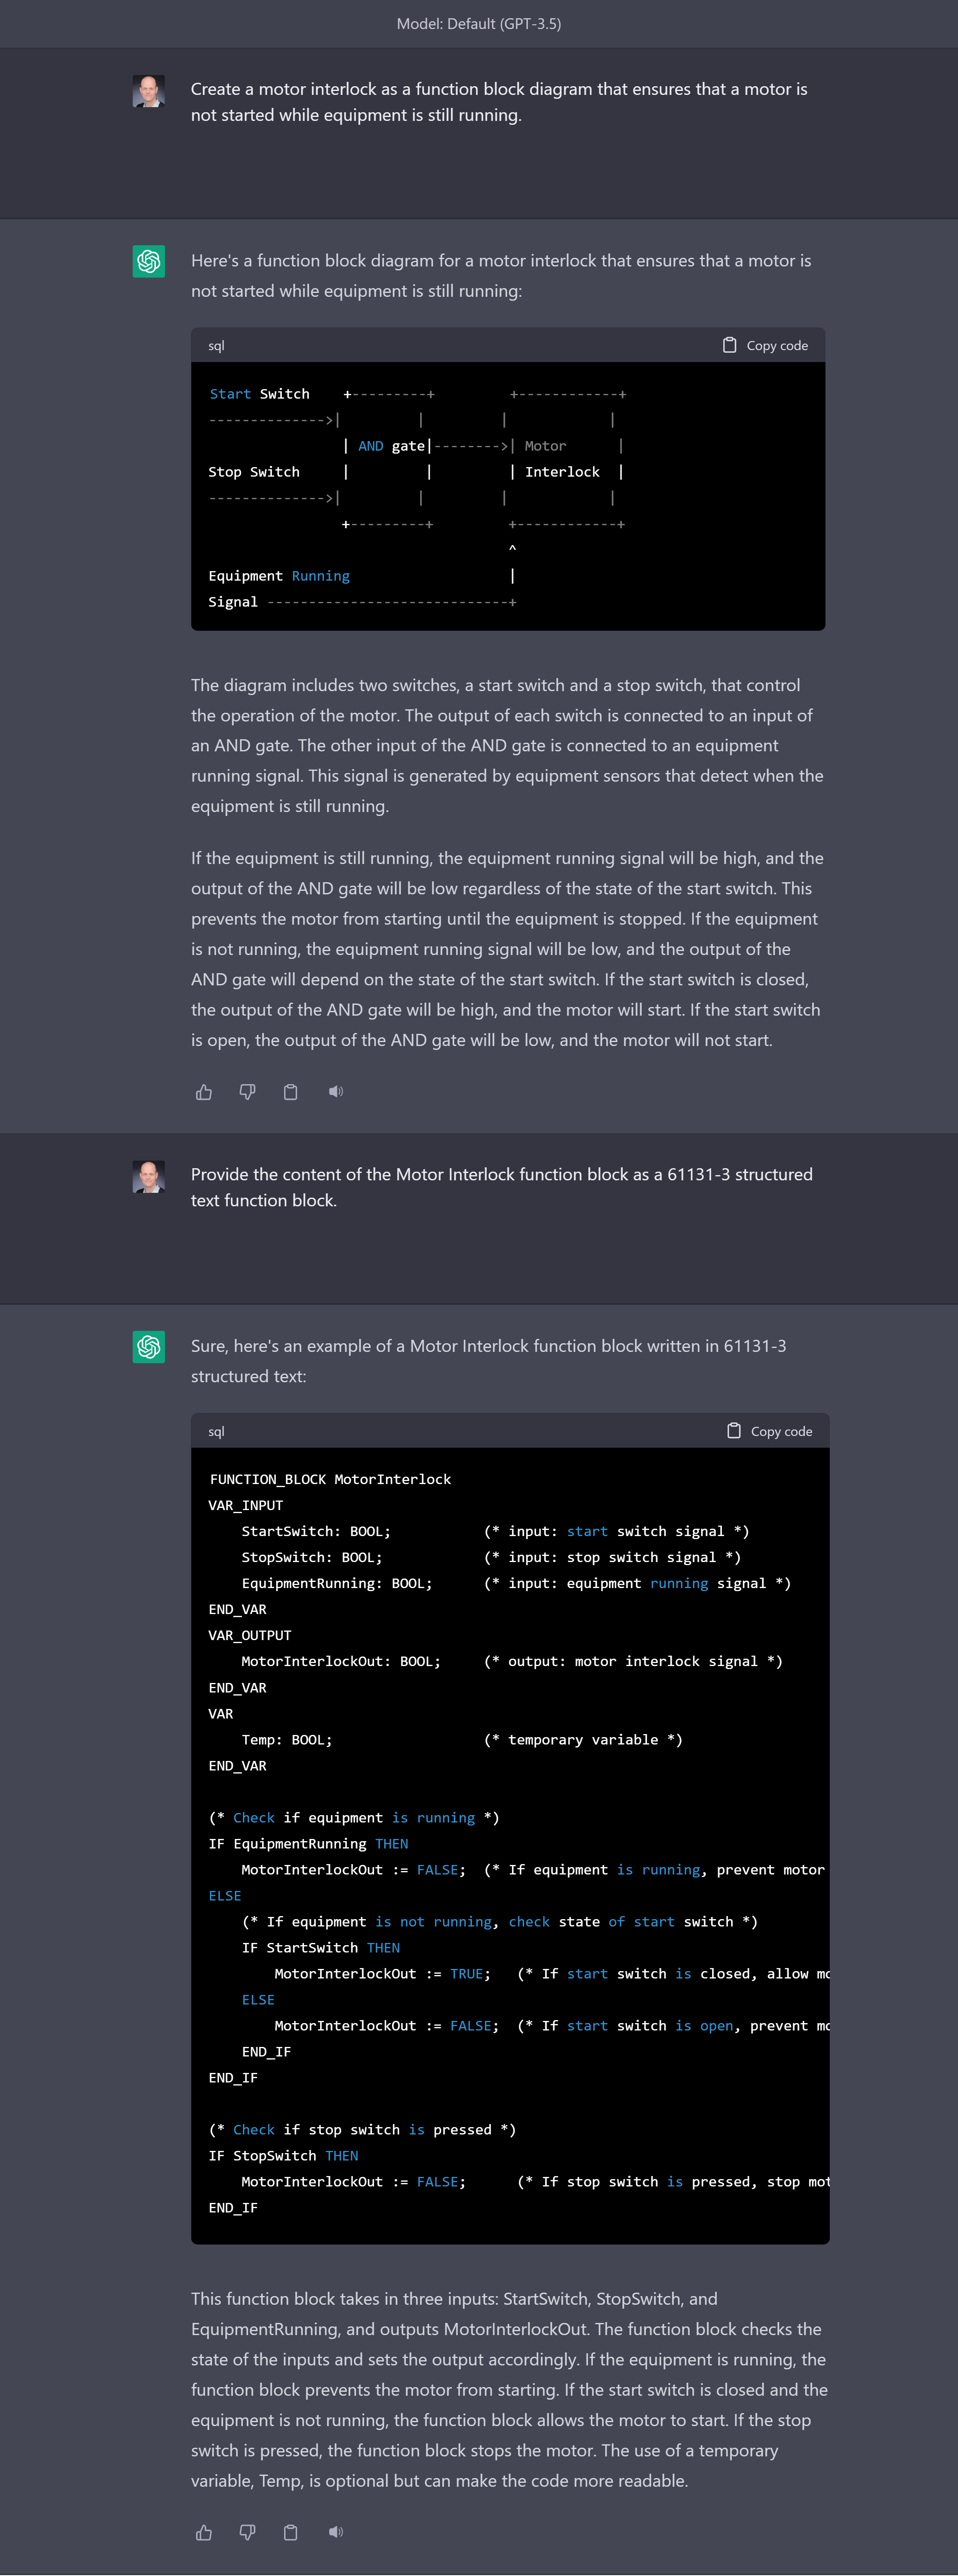 Model: Default (GPT-3.5)
Create a motor interlock as a function block diagram that ensures that a motor is
not started while equipment is still running.
Here's a function block diagram for a motor interlock that ensures that a motor is
not started while equipment is still running:
sql Copy code
Start Switch    +---------+         +------------+
-------------->|         |         |            |
                | AND gate|-------->| Motor      |
Stop Switch     |         |         | Interlock  |
-------------->|         |         |            |
                +---------+         +------------+
                                    ^
Equipment Running                   |
Signal -----------------------------+
The diagram includes two switches, a start switch and a stop switch, that control
the operation of the motor. The output of each switch is connected to an input of
an AND gate. The other input of the AND gate is connected to an equipment
running signal. This signal is generated by equipment sensors that detect when the
equipment is still running.
If the equipment is still running, the equipment running signal will be high, and the
output of the AND gate will be low regardless of the state of the start switch. This
prevents the motor from starting until the equipment is stopped. If the equipment
is not running, the equipment running signal will be low, and the output of the
AND gate will depend on the state of the start switch. If the start switch is closed,
the output of the AND gate will be high, and the motor will start. If the start switch
is open, the output of the AND gate will be low, and the motor will not start.
Provide the content of the Motor Interlock function block as a 61131-3 structured
text function block.
Sure, here's an example of a Motor Interlock function block written in 61131-3
structured text:
sql Copy code
FUNCTION_BLOCK MotorInterlock
VAR_INPUT
    StartSwitch: BOOL;           (* input: start switch signal *)
    StopSwitch: BOOL;            (* input: stop switch signal *)
    EquipmentRunning: BOOL;      (* input: equipment running signal *)
END_VAR
VAR_OUTPUT
    MotorInterlockOut: BOOL;     (* output: motor interlock signal *)
END_VAR
VAR
    Temp: BOOL;                  (* temporary variable *)
END_VAR
(* Check if equipment is running *)
IF EquipmentRunning THEN
    MotorInterlockOut := FALSE;  (* If equipment is running, prevent motor
ELSE
    (* If equipment is not running, check state of start switch *)
    IF StartSwitch THEN
        MotorInterlockOut := TRUE;   (* If start switch is closed, allow mo
    ELSE
        MotorInterlockOut := FALSE;  (* If start switch is open, prevent mo
    END_IF
END_IF
(* Check if stop switch is pressed *)
IF StopSwitch THEN
    MotorInterlockOut := FALSE;      (* If stop switch is pressed, stop mot
END_IF
This function block takes in three inputs: StartSwitch, StopSwitch, and
EquipmentRunning, and outputs MotorInterlockOut. The function block checks the
state of the inputs and sets the output accordingly. If the equipment is running, the
function block prevents the motor from starting. If the start switch is closed and the
equipment is not running, the function block allows the motor to start. If the stop
switch is pressed, the function block stops the motor. The use of a temporary
variable, Temp, is optional but can make the code more readable.